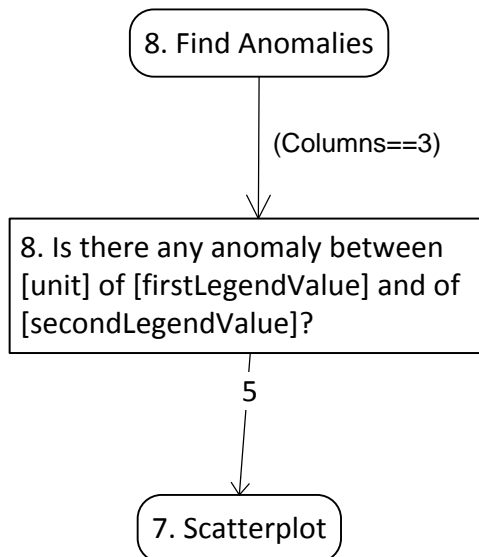 8. Find Anomalies
(Columns==3)
8. Is there any anomaly between
[unit] of [firstLegendValue] and of
[secondLegendValue]?
5
7. Scatterplot